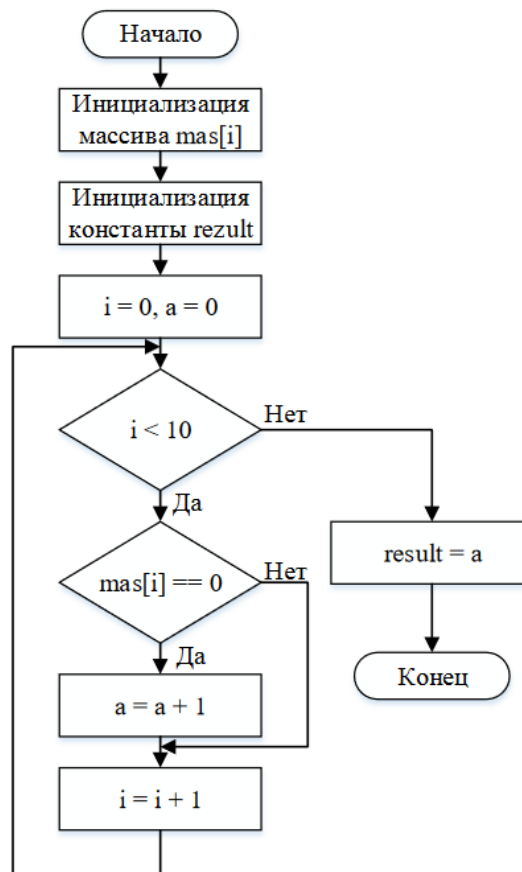 Начало
Инициализация
массива mas[i]
Инициализация
константы rezult
i = 0, a = 0
i < 10
Нет
Да
mas[i] == 0
Нет
Да
a = a + 1
i = i + 1
result = a
Конец